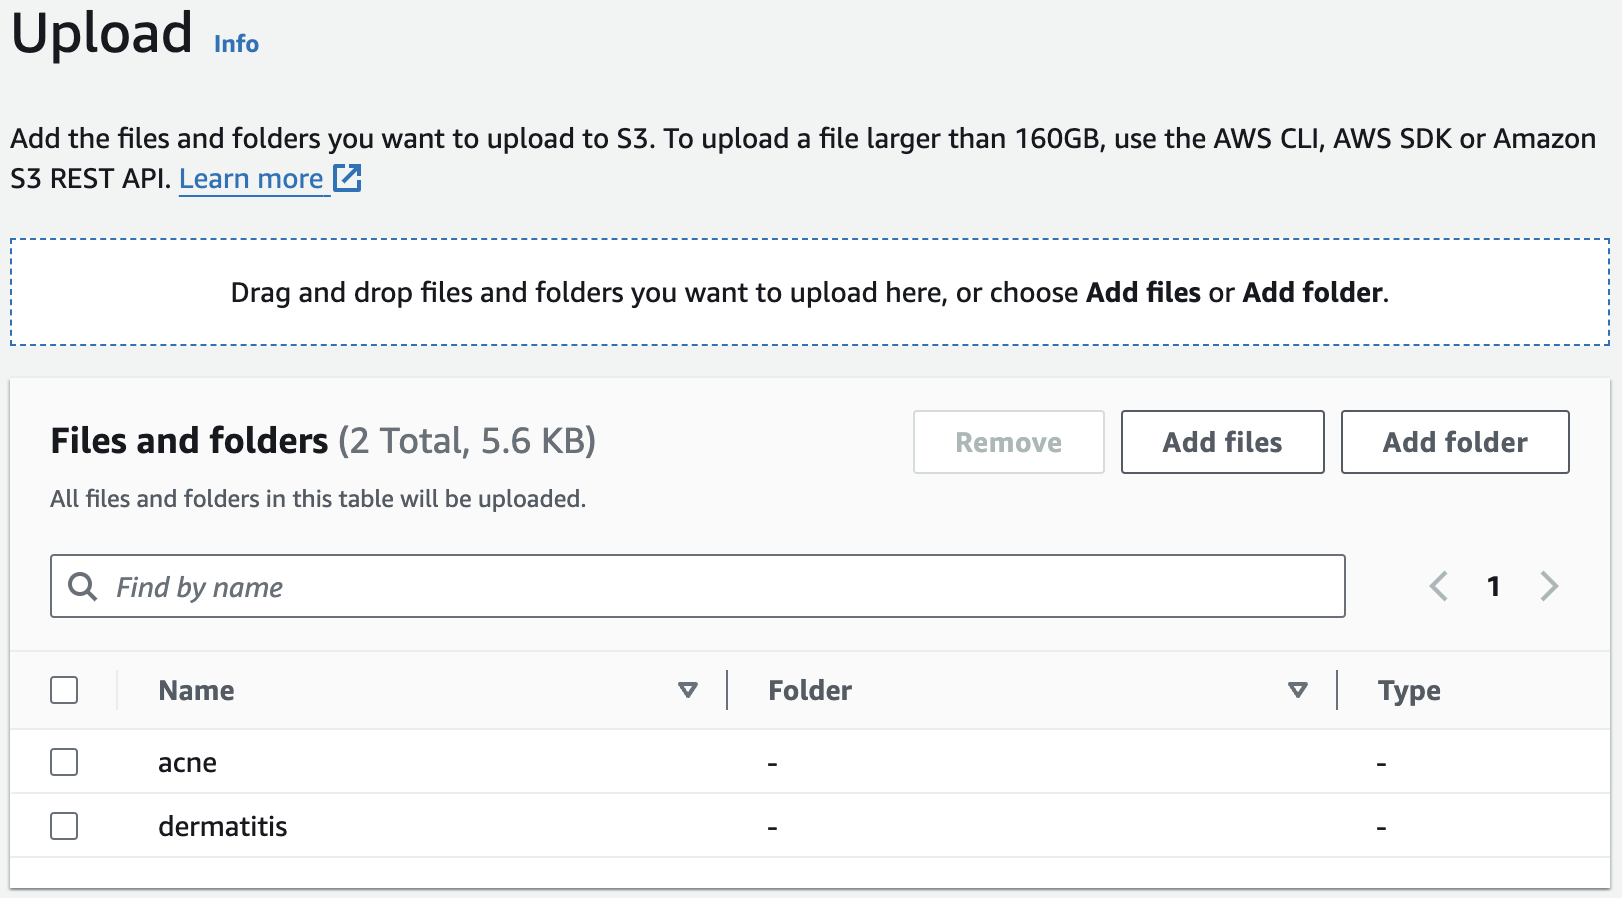 Upload Info
Add the files and folders you want to upload to S3. To upload a file larger than 160GB, use the AWS CLI, AWS SDK or Amazon
S3 REST API. Learn more
Drag and drop files and folders you want to upload here, or choose Add files or Add folder.
Files and folders (2 Total, 5.6 KB) Remove Add files Add folder
All files and folders in this table will be uploaded.
Find by name 1
Name Folder Type
acne - -
dermatitis - -